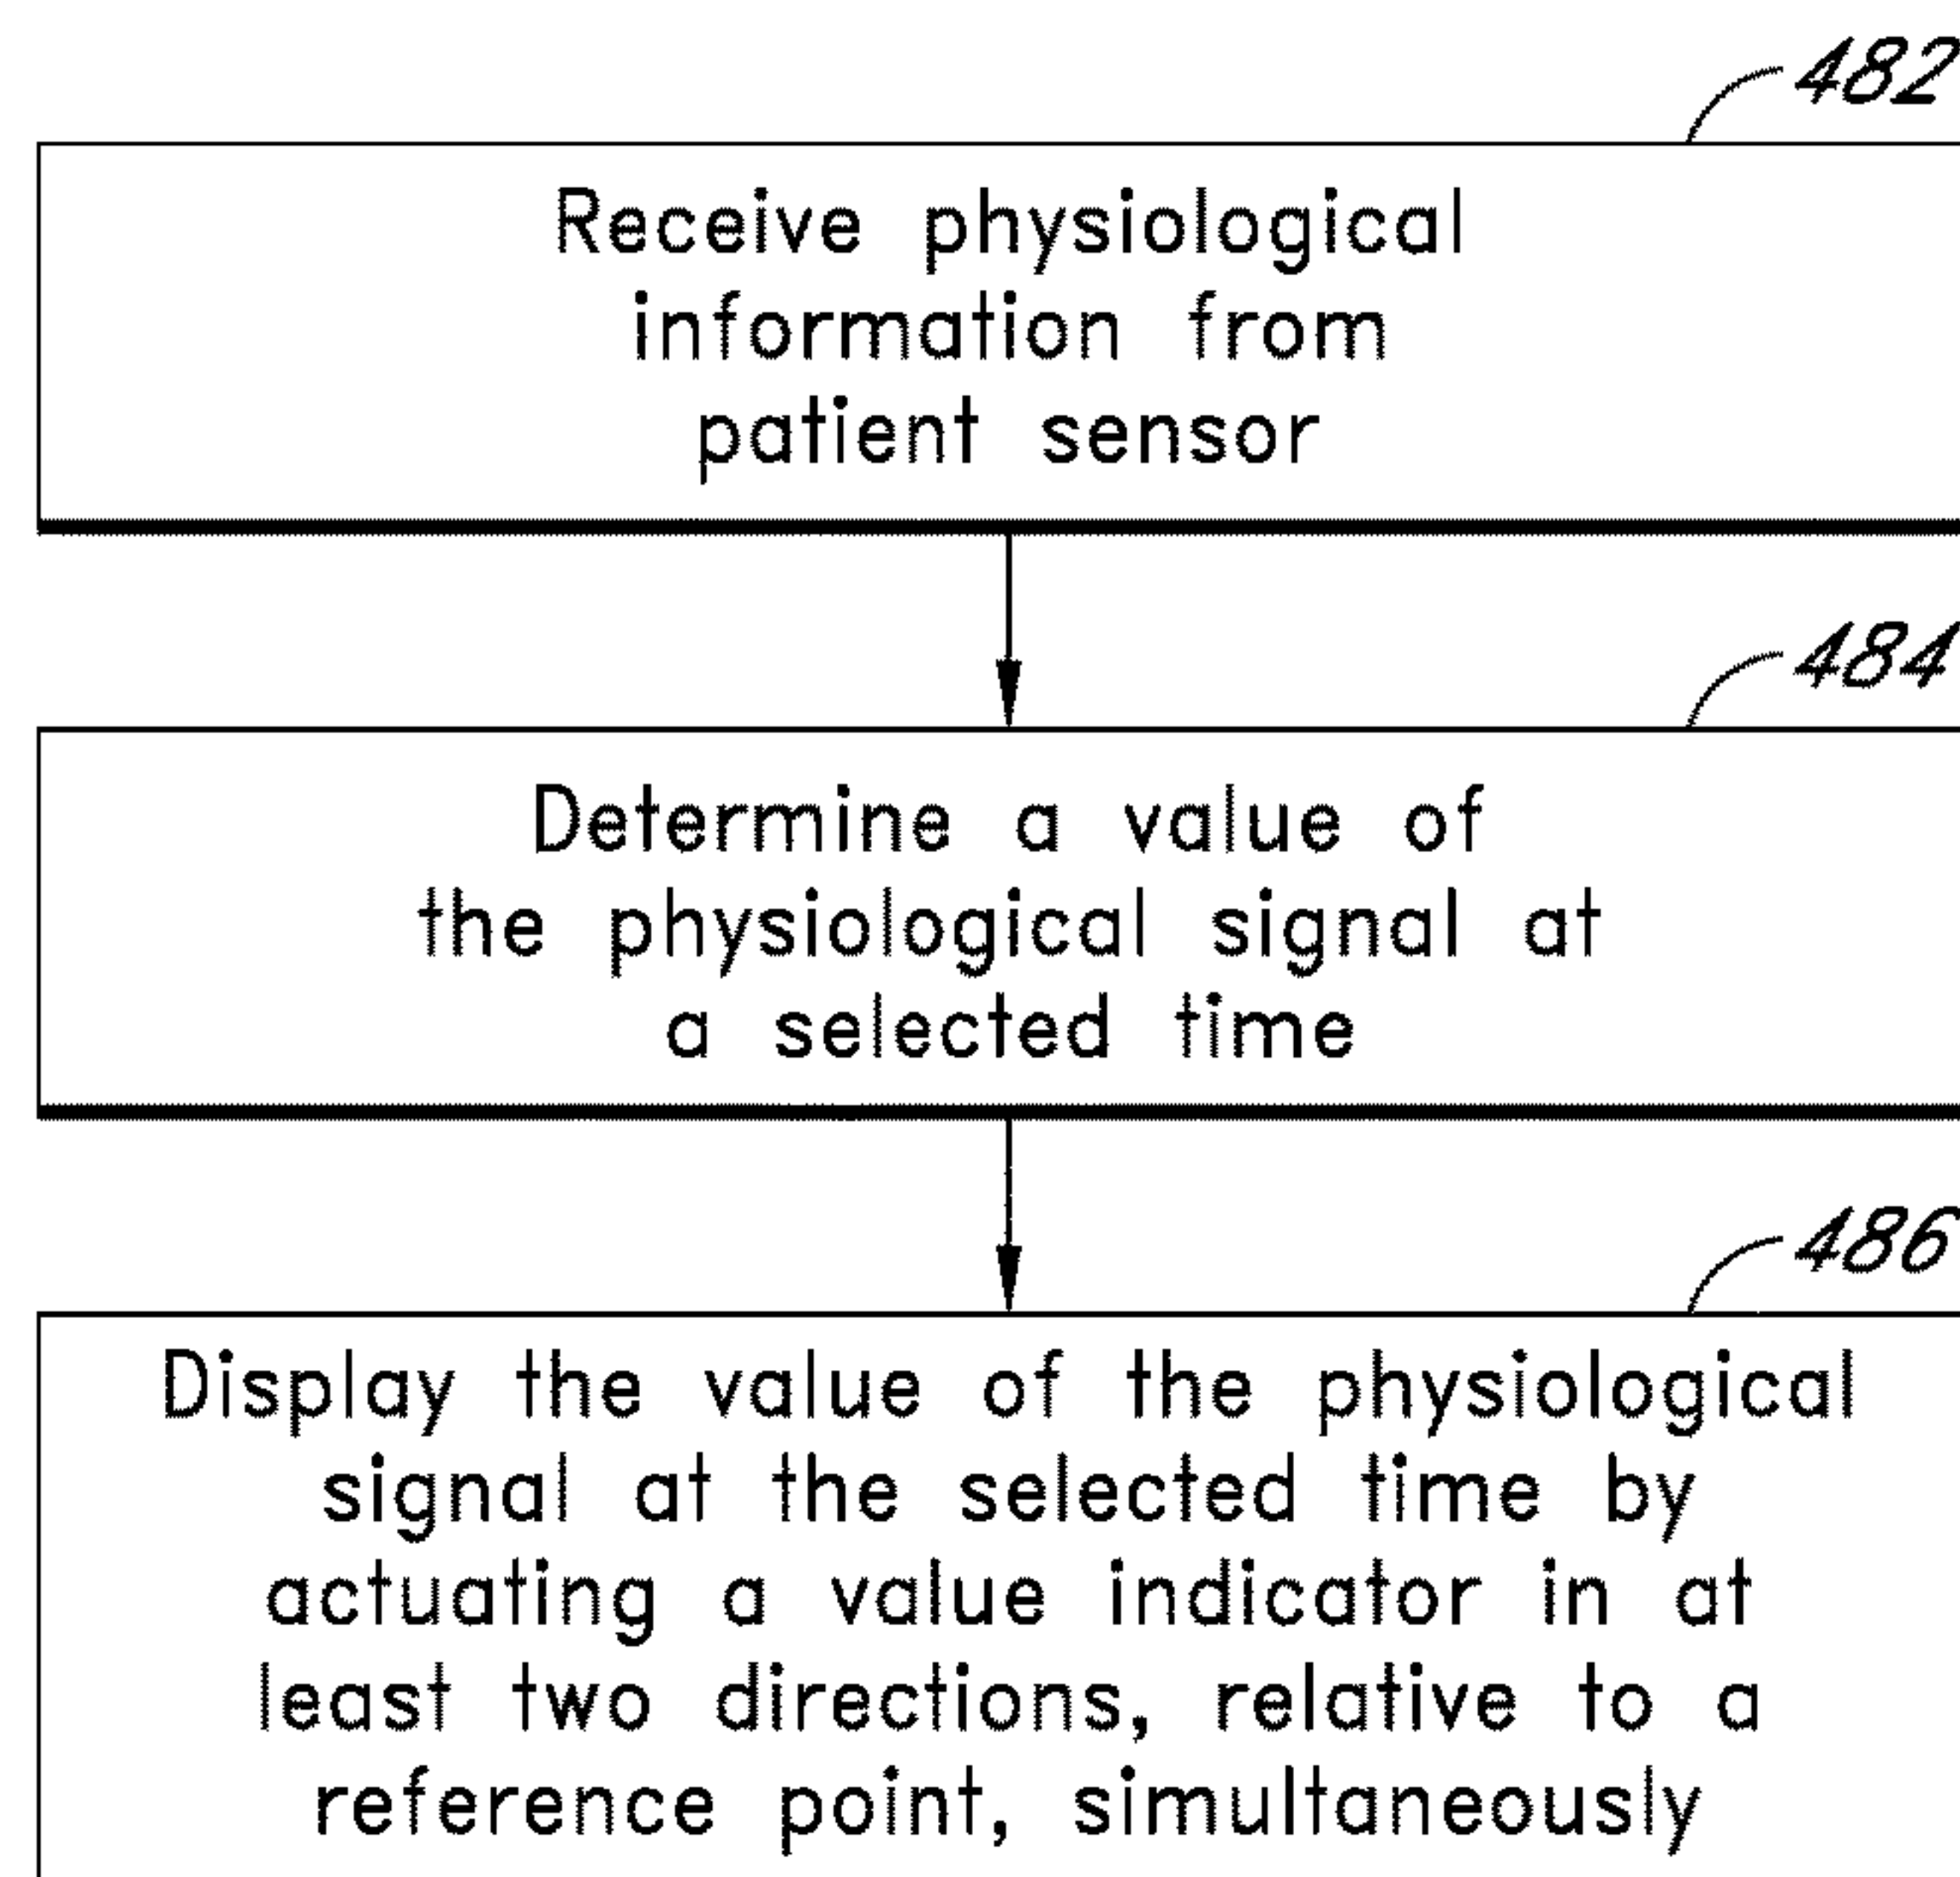 482
Receive physiological
information from
patient sensor
484
Determine a value of
the physiological signal at
a selected time
486
Display the value of the physiological
signal at the selected time by
actuating a value indicator in at
least two directions, relative to a
reference point, simultaneously